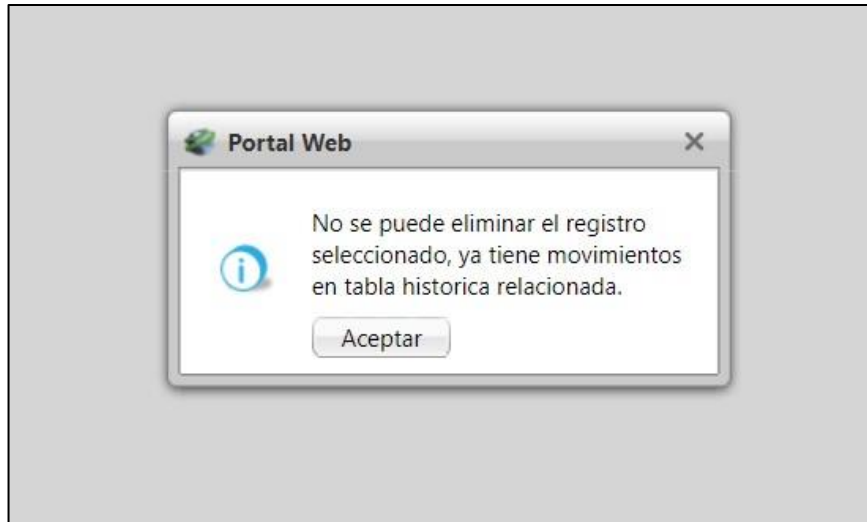 Portal Web
No se puede eliminar el registro
seleccionado, ya tiene movimientos
en tabla historica relacionada.
Aceptar